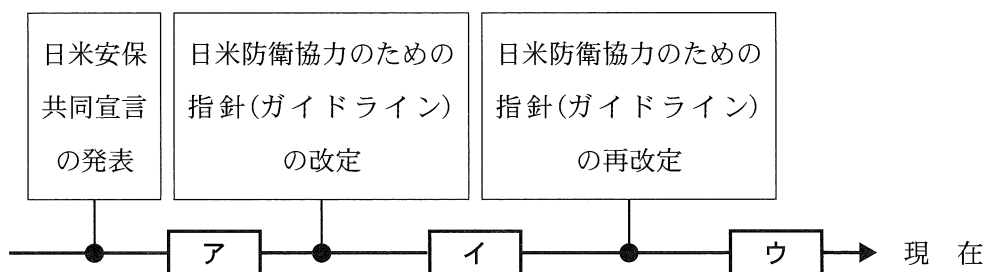 日米安保
共同宣言
の発表
日米防衛協力のための
指針(ガイドライン)
の改定
日米防衛協力のための
指針(ガイドライン)
の再改定
ア
イ
ウ
現 在